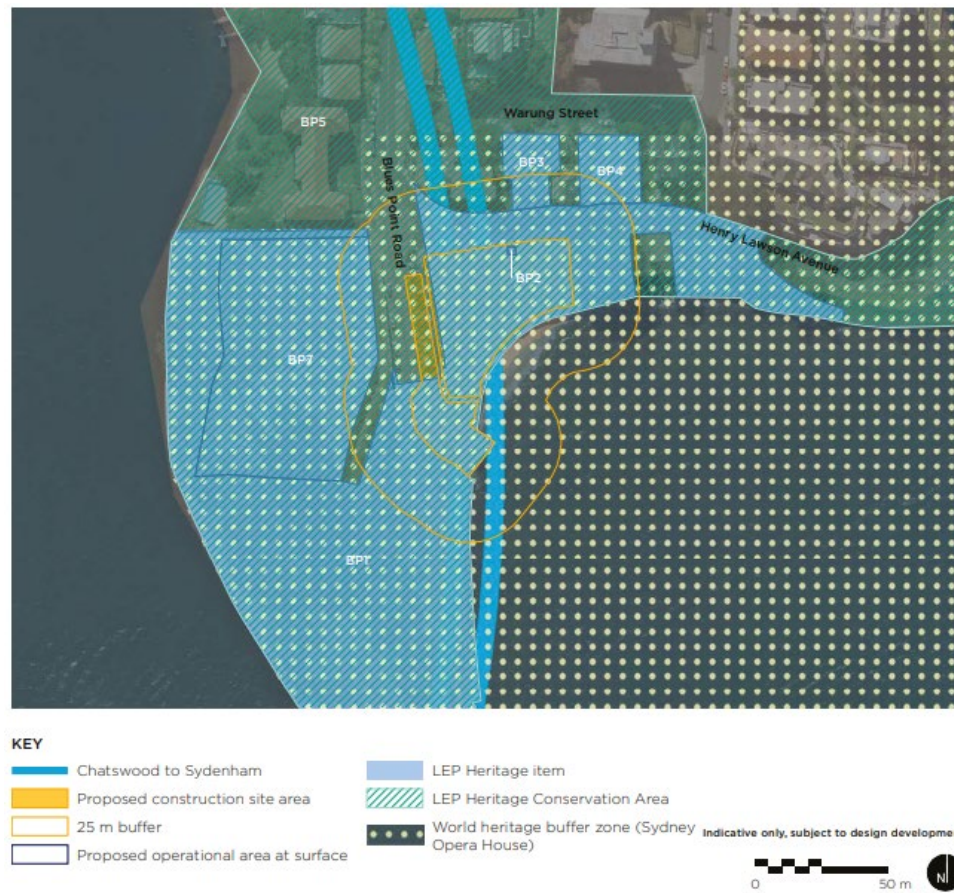 Warung Street
BP5
BP3
BP4
Blues Point Road
Henry Lawson Avenue
BP2
BP7
BP1
KEY
Chatswood to Sydenham
Proposed construction site area
25 m buffer
Proposed operational area at surface
LEP Heritage item
LEP Heritage Conservation Area
World heritage buffer zone (Sydney
Opera House)
Indicative only, subject to design developme
0 50 m
N